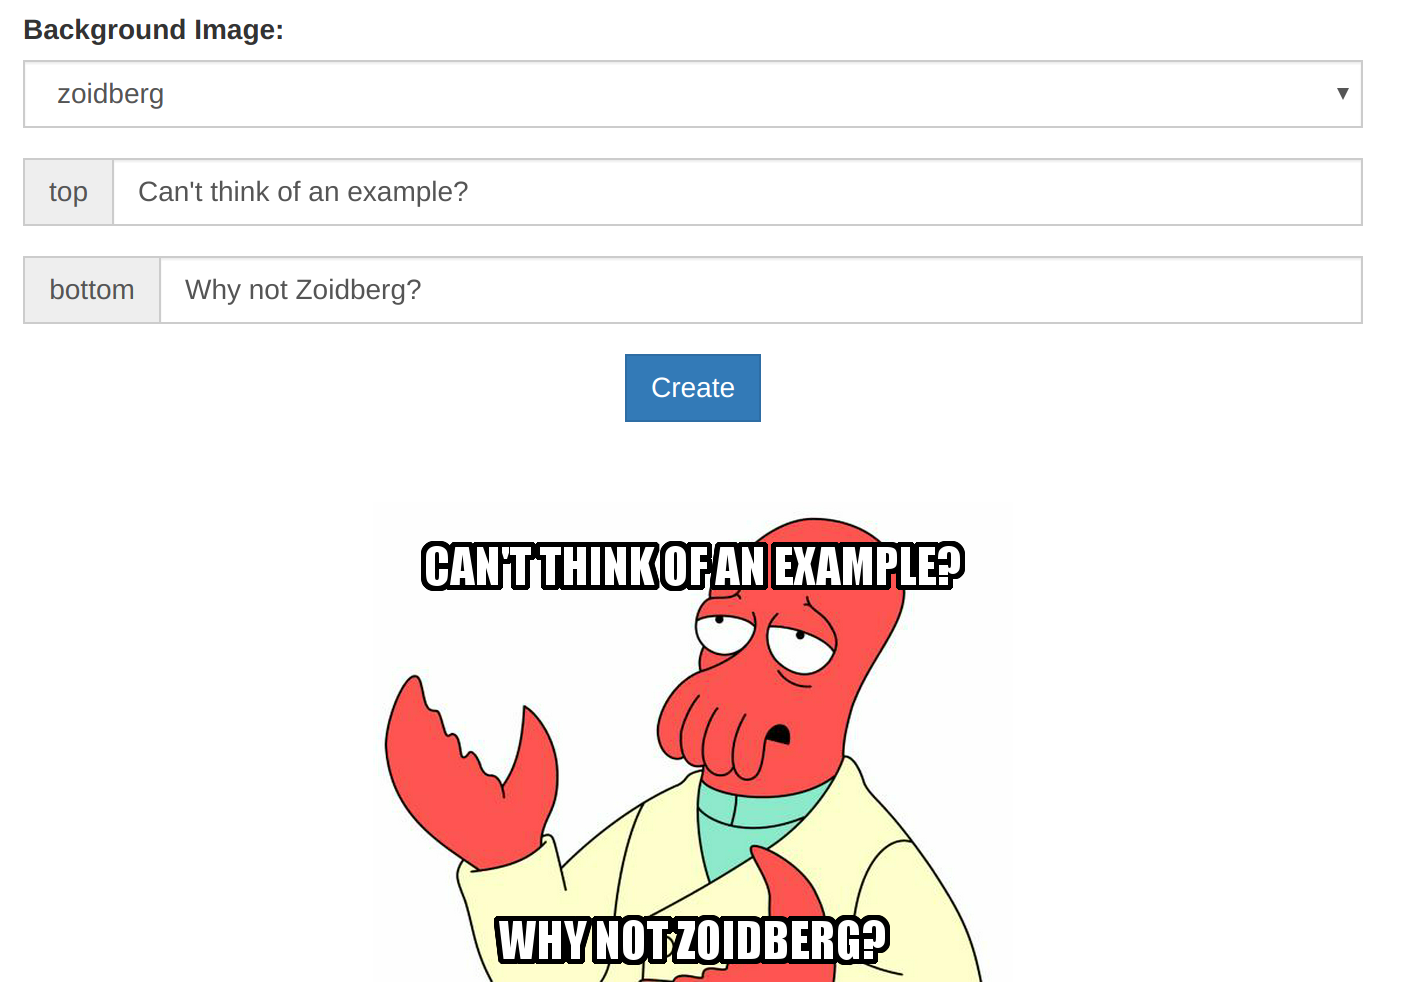 Background Image:
zoidberg
top Can't think of an example?
bottom Why not Zoidberg?
Create
CAN'T THINK OF AN EXAMPLE?
WHY NOT ZOIDBERG?